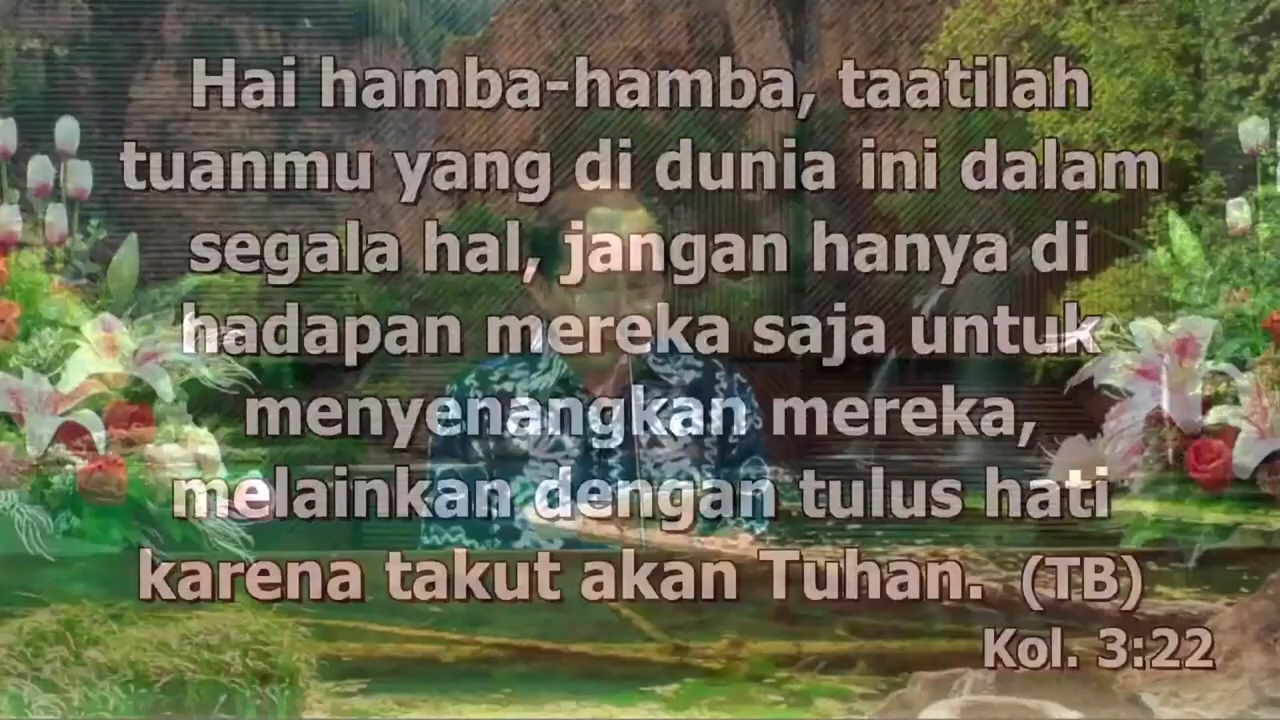 Hai hamba-hamba, taatilah
tuanmu yang di dunia ini dalam
segala hal, jangan hanya di
hadapan mereka saja untuk
menyenangkan mereka,
melainkan dengan tulus hati
karena takut akan Tuhan. (TB)
Kol. 3:22